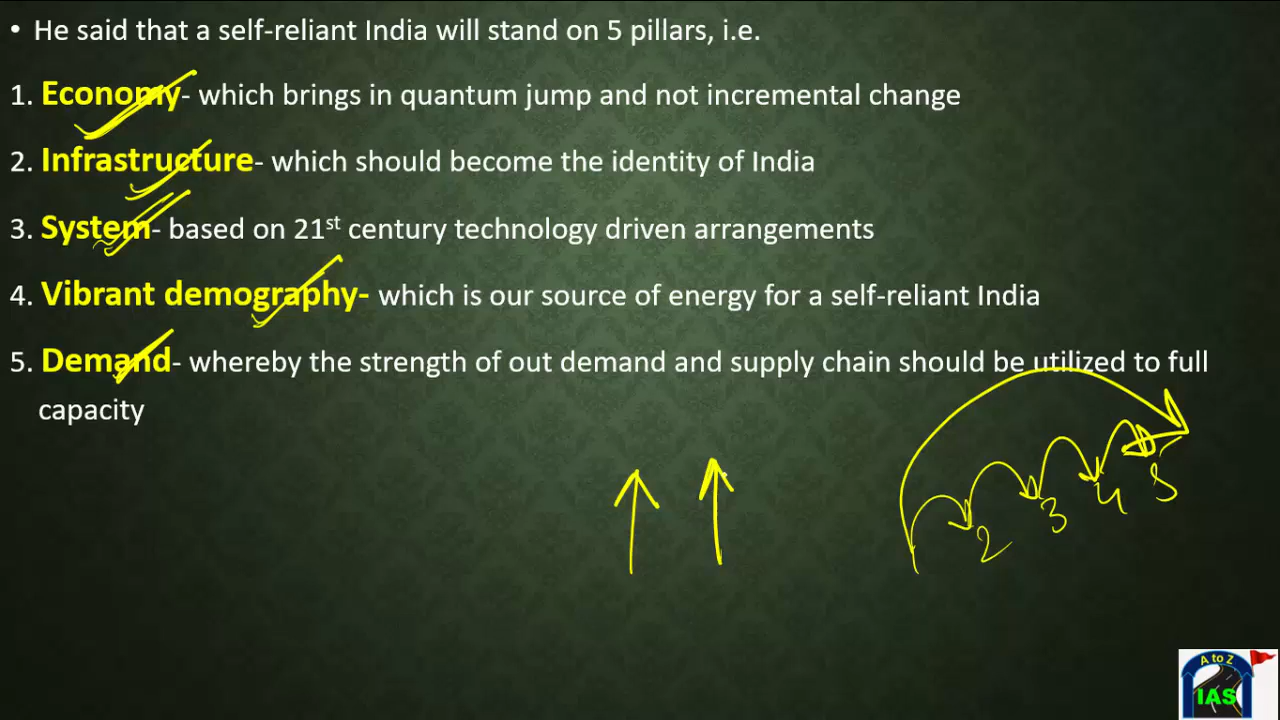 • He said that a self-reliant India will stand on 5 pillars, i.e.
1. Economy- which brings in quantum jump and not incremental change
2. Infrastructure- which should become the identity of India
3. System- based on 21st century technology driven arrangements
4. Vibrant demography- which is our source of energy for a self-reliant India
5. Demand- whereby the strength of out demand and supply chain should be utilized to full
capacity
2 3 4 5
A to Z
IAS